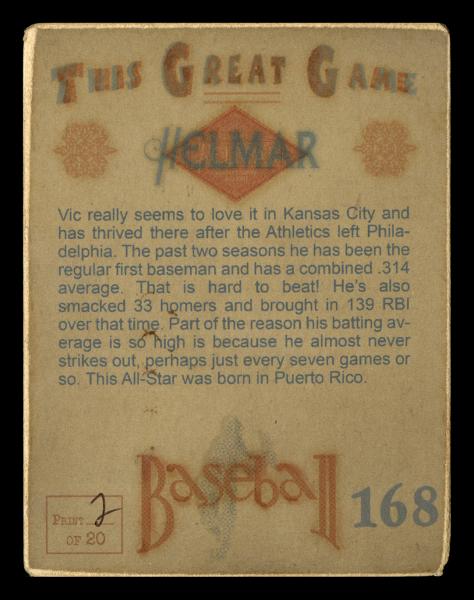 This Great Game
Helmar
Vic really seems to love it in Kansas City and
has thrived there after the Athletics left Phila-
delphia. The past two seasons he has been the
regular first baseman and has a combined .314
average. That is hard to beat! He's also
smacked 33 homers and brought in 139 RBI
over that time. Part of the reason his batting av-
erage is so high is because he almost never
strikes out, perhaps just every seven games or
so. This All-Star was born in Puerto Rico.
Baseball
168
Print 2
of 20